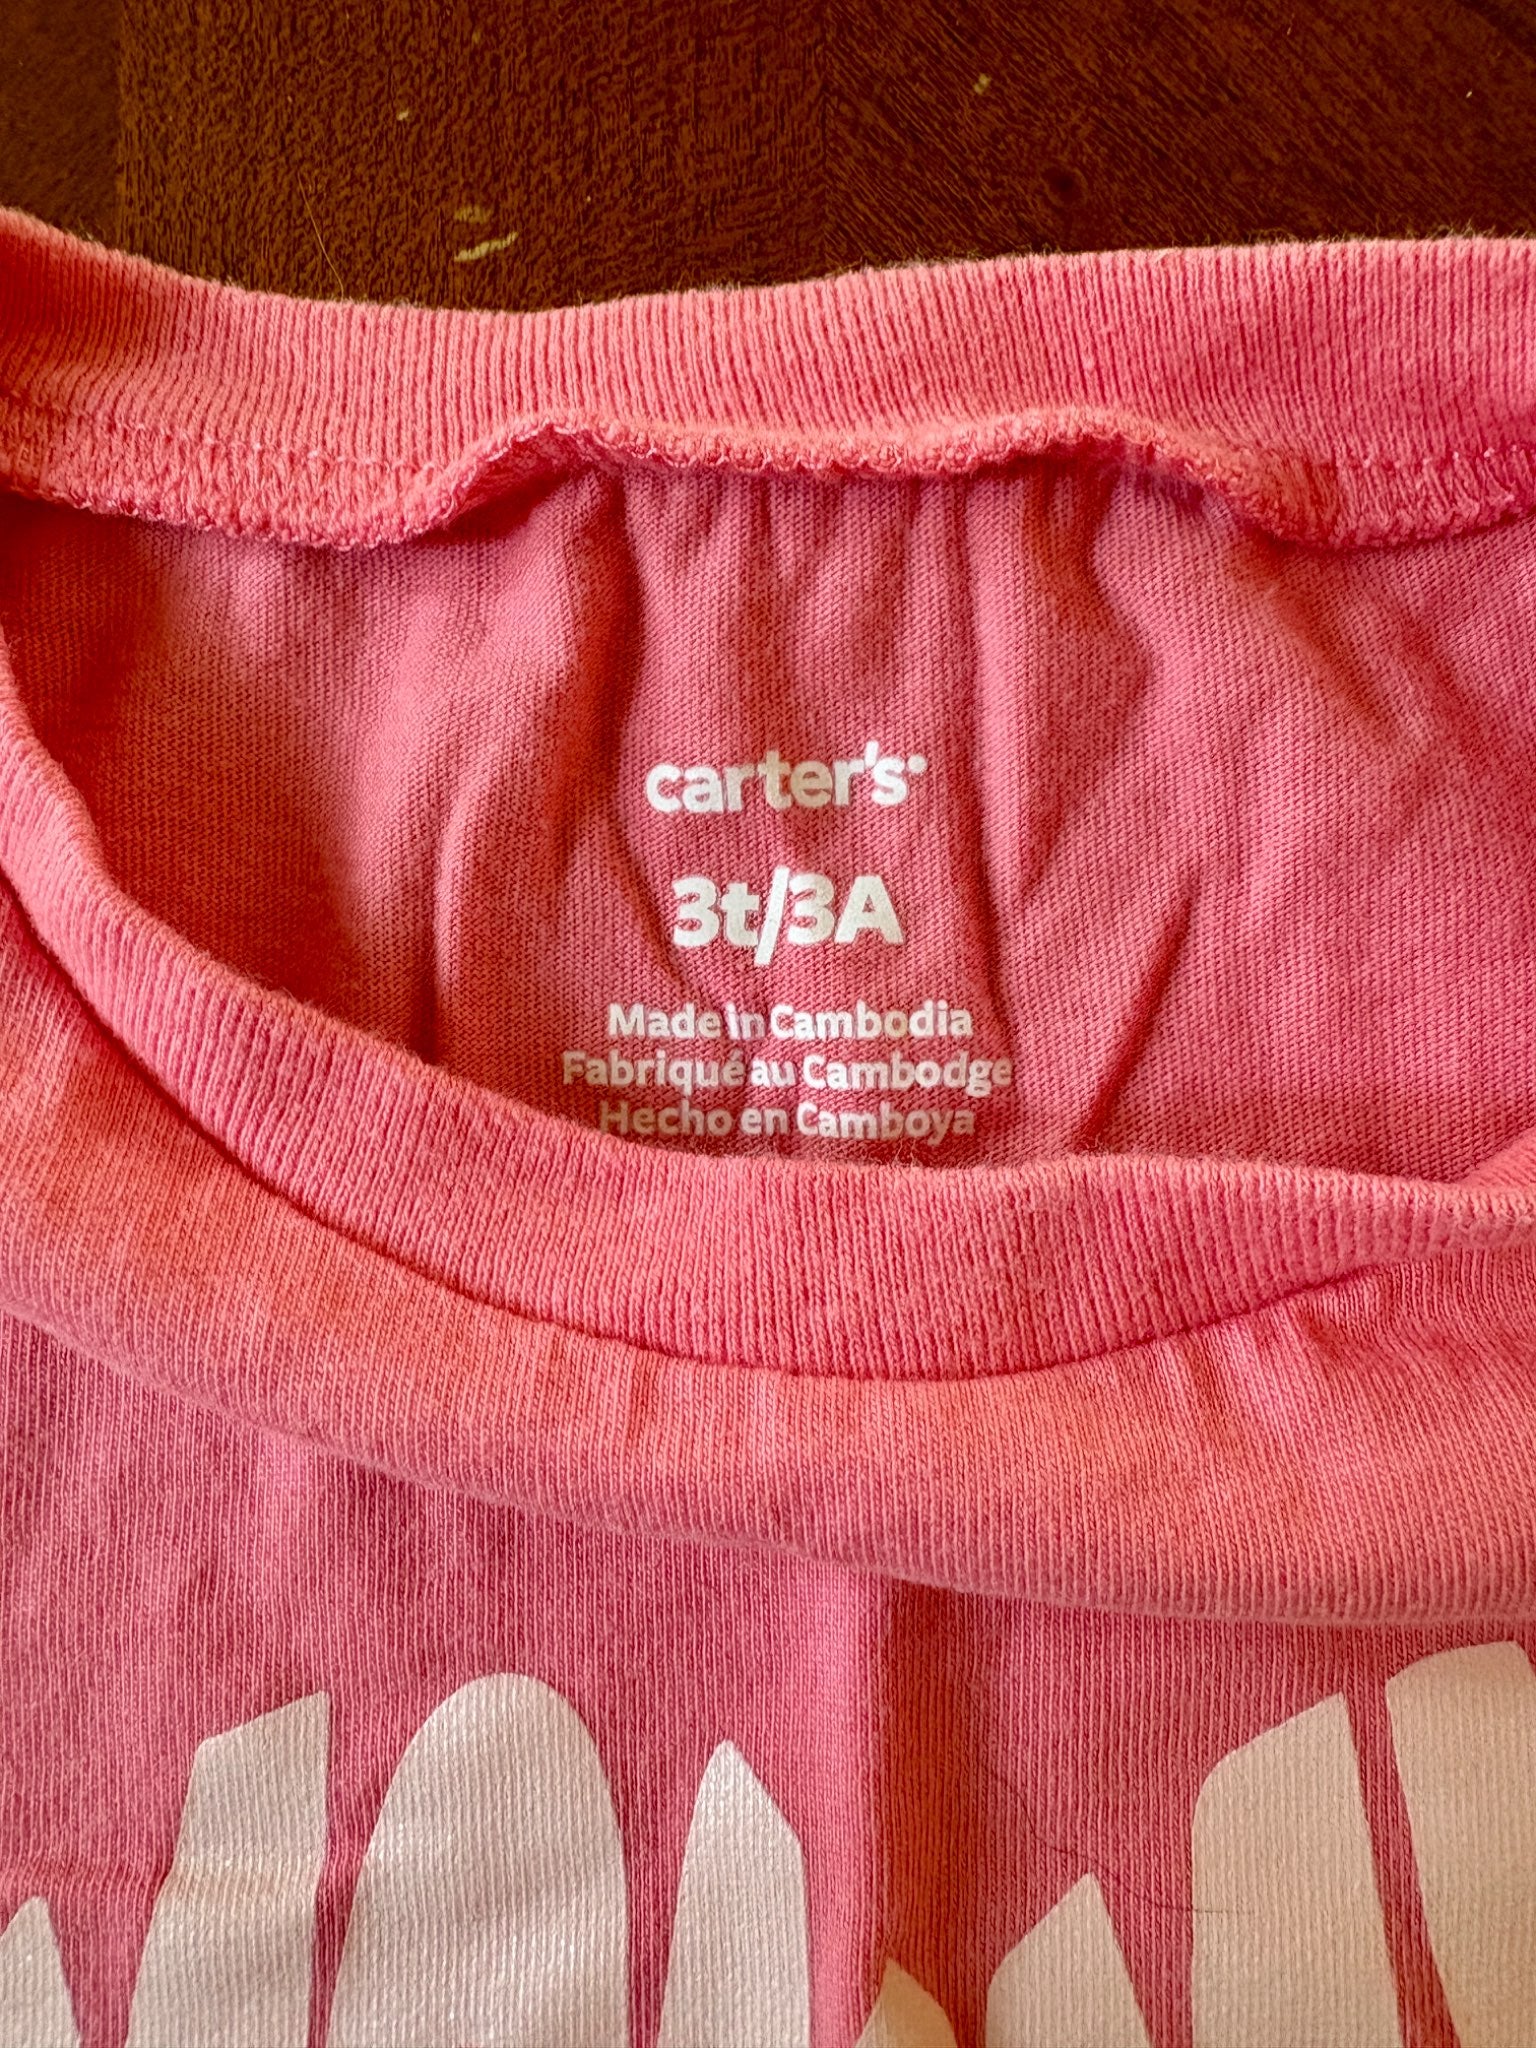 carter's
3t/3A
Made in Cambodia
Fabriqué au Cambodge
Hecho en Camboya